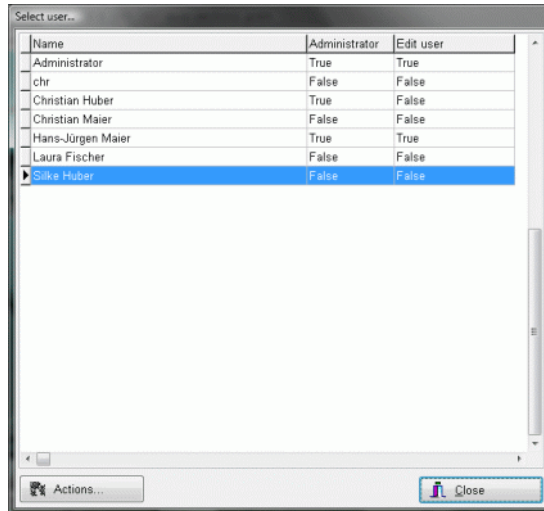 Select user...
Name Administrator Edit user
Administrator True True
chr False False
Christian Huber True False
Christian Maier False False
Hans-Jürgen Maier True True
Laura Fischer False False
Silke Huber False False
Actions... Close